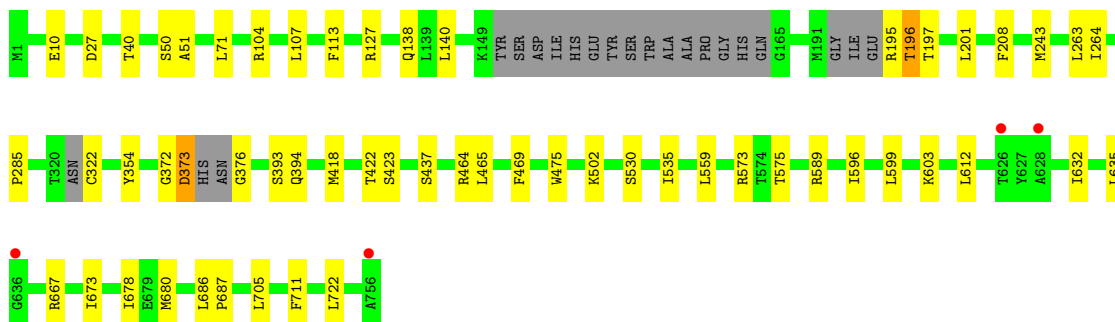 M1 E10 D27 T40 S50 A51 L71 R104 L107 F113 R127 Q138 L139 L140 K149 TYR SER ASP ILE HIS GLU TYR SER TRP ALA ALA PRO GLY HIS GLN G165 M191 GLY ILE GLU R195 T196 T197 L201 F208 M243 L263 I264
P285 T320 ASN C322 Y354 G372 D373 HIS ASN G376 S393 Q394 M418 T422 S423 S437 R464 L465 F469 W475 K502 S530 I535 L559 R573 T574 T575 R589 I596 L599 K603 L612 T626 Y627 A628 I632 L635
G636 R667 I673 I678 E679 M680 L686 P687 L705 F711 L722 A756